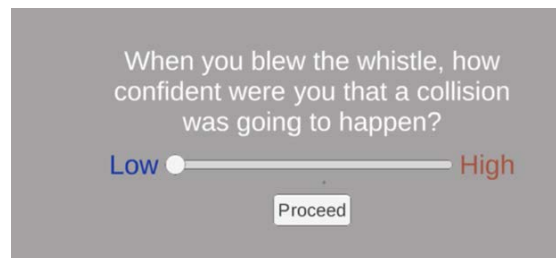 When you blew the whistle, how
confident were you that a collision
was going to happen?
Low High
Proceed